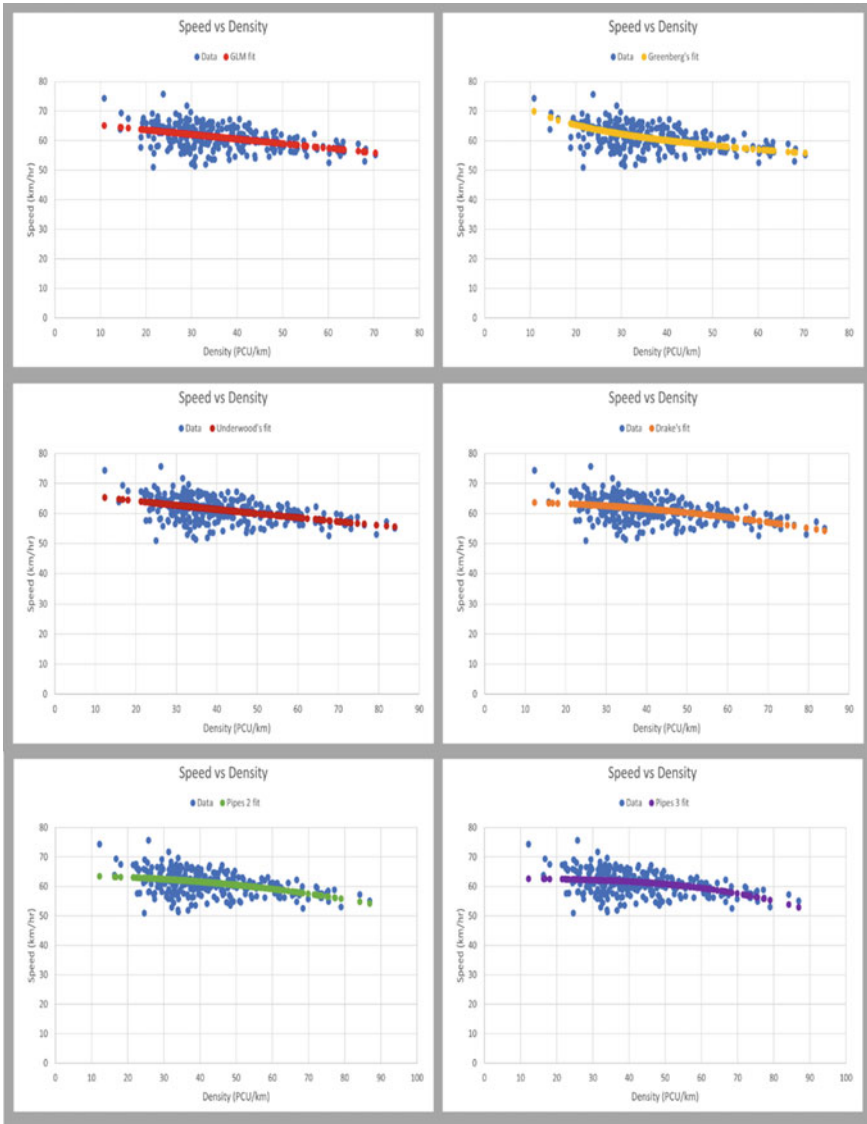 Speed vs Density
Data GLM fit
80
70
60
50
40
30
20
10
0
Speed (km/hr)
0 10 20 30 40 50 60 70 80
Density (PCU/km)
Speed vs Density
Data Greenberg's fit
80
70
60
50
40
30
20
10
0
Speed (km/hr)
0 10 20 30 40 50 60 70 80
Density (PCU/km)
Speed vs Density
Data Underwood's fit
80
70
60
50
40
30
20
10
0
Speed (km/hr)
0 10 20 30 40 50 60 70 80 90
Density (PCU/km)
Speed vs Density
Data Drake's fit
80
70
60
50
40
30
20
10
0
Speed (km/hr)
0 10 20 30 40 50 60 70 80 90
Density (PCU/km)
Speed vs Density
Data Pipes 2 fit
80
70
60
50
40
30
20
10
0
Speed (km/hr)
0 10 20 30 40 50 60 70 80 90 100
Density (PCU/km)
Speed vs Density
Data Pipes 3 fit
80
70
60
50
40
30
20
10
0
Speed (km/hr)
0 10 20 30 40 50 60 70 80 90 100
Density (PCU/km)